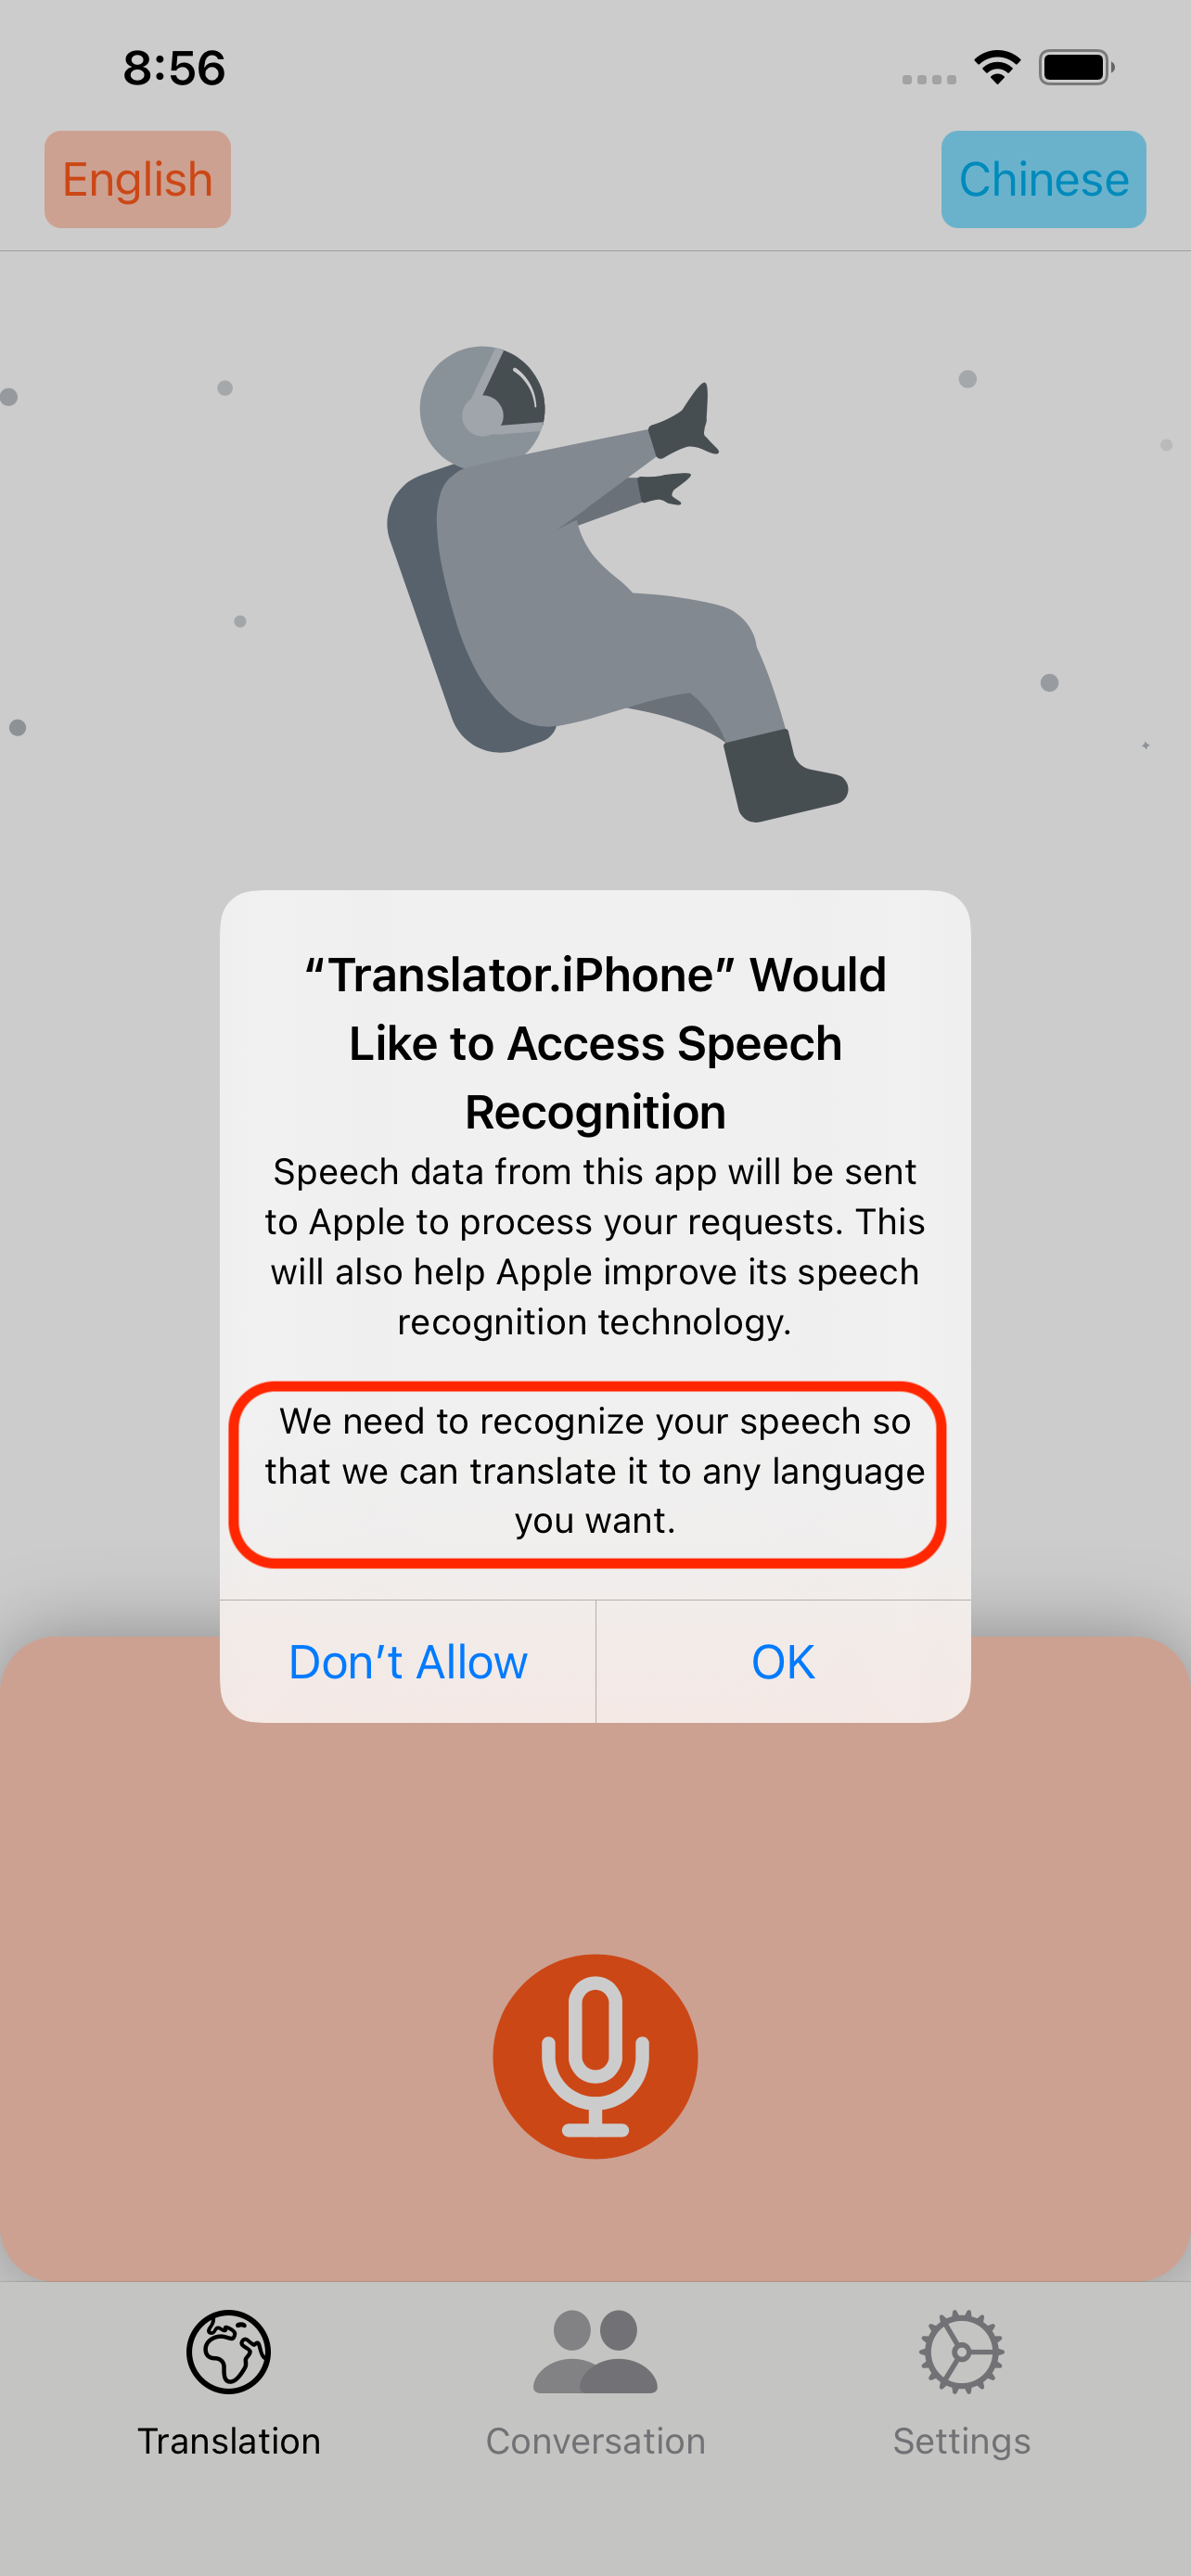 8:56
English
Chinese
“Translator.iPhone” Would
Like to Access Speech
Recognition
Speech data from this app will be sent
to Apple to process your requests. This
will also help Apple improve its speech
recognition technology.
We need to recognize your speech so
that we can translate it to any language
you want.
Don’t Allow
OK
Translation
Conversation
Settings